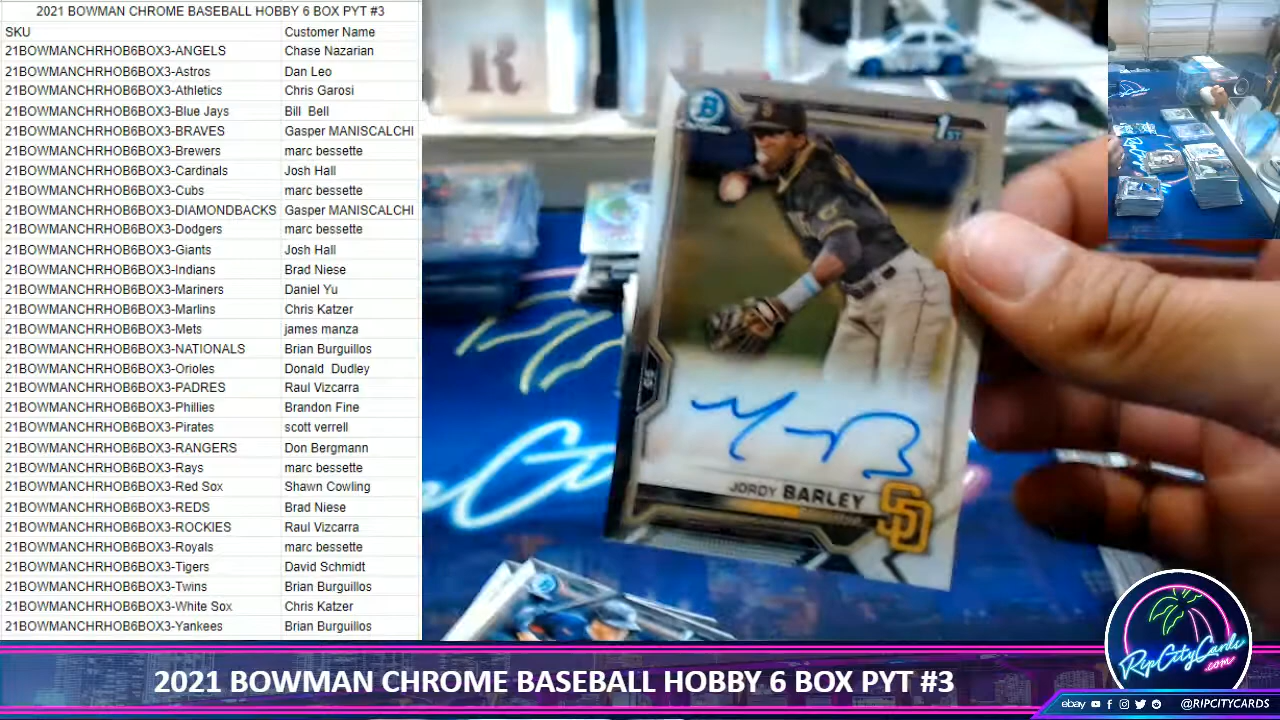 2021 BOWMAN CHROME BASEBALL HOBBY 6 BOX PYT #3
SKU Customer Name
21BOWMANCHRHOB6BOX3-ANGELS Chase Nazarian
21BOWMANCHRHOB6BOX3-Astros Dan Leo
21BOWMANCHRHOB6BOX3-Athletics Chris Garosi
21BOWMANCHRHOB6BOX3-Blue Jays Bill Bell
21BOWMANCHRHOB6BOX3-BRAVES Gasper MANISCALCHI
21BOWMANCHRHOB6BOX3-Brewers marc bessette
21BOWMANCHRHOB6BOX3-Cardinals Josh Hall
21BOWMANCHRHOB6BOX3-Cubs marc bessette
21BOWMANCHRHOB6BOX3-DIAMONDBACKS Gasper MANISCALCHI
21BOWMANCHRHOB6BOX3-Dodgers marc bessette
21BOWMANCHRHOB6BOX3-Giants Josh Hall
21BOWMANCHRHOB6BOX3-Indians Brad Niese
21BOWMANCHRHOB6BOX3-Mariners Daniel Yu
21BOWMANCHRHOB6BOX3-Marlins Chris Katzer
21BOWMANCHRHOB6BOX3-Mets james manza
21BOWMANCHRHOB6BOX3-NATIONALS Brian Burguillos
21BOWMANCHRHOB6BOX3-Orioles Donald Dudley
21BOWMANCHRHOB6BOX3-PADRES Raul Vizcarra
21BOWMANCHRHOB6BOX3-Phillies Brandon Fine
21BOWMANCHRHOB6BOX3-Pirates scott verrell
21BOWMANCHRHOB6BOX3-RANGERS Don Bergmann
21BOWMANCHRHOB6BOX3-Rays marc bessette
21BOWMANCHRHOB6BOX3-Red Sox Shawn Cowling
21BOWMANCHRHOB6BOX3-REDS Brad Niese
21BOWMANCHRHOB6BOX3-ROCKIES Raul Vizcarra
21BOWMANCHRHOB6BOX3-Royals marc bessette
21BOWMANCHRHOB6BOX3-Tigers David Schmidt
21BOWMANCHRHOB6BOX3-Twins Brian Burguillos
21BOWMANCHRHOB6BOX3-White Sox Chris Katzer
21BOWMANCHRHOB6BOX3-Yankees Brian Burguillos
R
B
1ST
SS
JORDY BARLEY
SD
2021 BOWMAN CHROME BASEBALL HOBBY 6 BOX PYT #3
RipCityCards
.com
ebay @RIPCITYCARDS